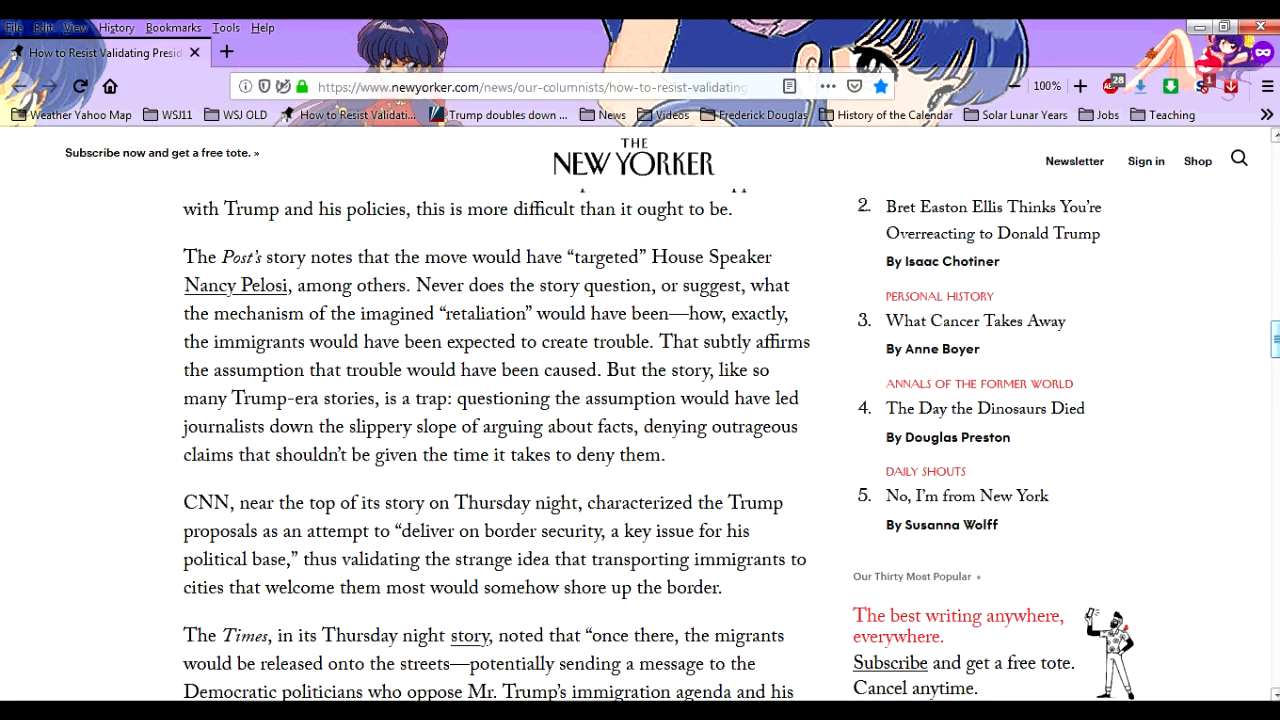 File Edit View History Bookmarks Tools Help
How to Resist Validating Presid
https://www.newyorker.com/news/our-columnists/how-to-resist-validating
100%
28
1
Weather Yahoo Map WSJ11 WSJ OLD How to Resist Validati... Trump doubles down ... News Videos Frederick Douglas History of the Calendar Solar Lunar Years Jobs Teaching
Subscribe now and get a free tote. »
THE
NEW YORKER
Newsletter Sign in Shop
with Trump and his policies, this is more difficult than it ought to be.
The Post’s story notes that the move would have “targeted” House Speaker
Nancy Pelosi, among others. Never does the story question, or suggest, what
the mechanism of the imagined “retaliation” would have been—how, exactly,
the immigrants would have been expected to create trouble. That subtly affirms
the assumption that trouble would have been caused. But the story, like so
many Trump-era stories, is a trap: questioning the assumption would have led
journalists down the slippery slope of arguing about facts, denying outrageous
claims that shouldn’t be given the time it takes to deny them.
CNN, near the top of its story on Thursday night, characterized the Trump
proposals as an attempt to “deliver on border security, a key issue for his
political base,” thus validating the strange idea that transporting immigrants to
cities that welcome them most would somehow shore up the border.
The Times, in its Thursday night story, noted that “once there, the migrants
would be released onto the streets—potentially sending a message to the
Democratic politicians who oppose Mr. Trump’s immigration agenda and his
2. Bret Easton Ellis Thinks You’re
Overreacting to Donald Trump
By Isaac Chotiner
PERSONAL HISTORY
3. What Cancer Takes Away
By Anne Boyer
ANNALS OF THE FORMER WORLD
4. The Day the Dinosaurs Died
By Douglas Preston
DAILY SHOUTS
5. No, I’m from New York
By Susanna Wolff
Our Thirty Most Popular »
The best writing anywhere,
everywhere.
Subscribe and get a free tote.
Cancel anytime.